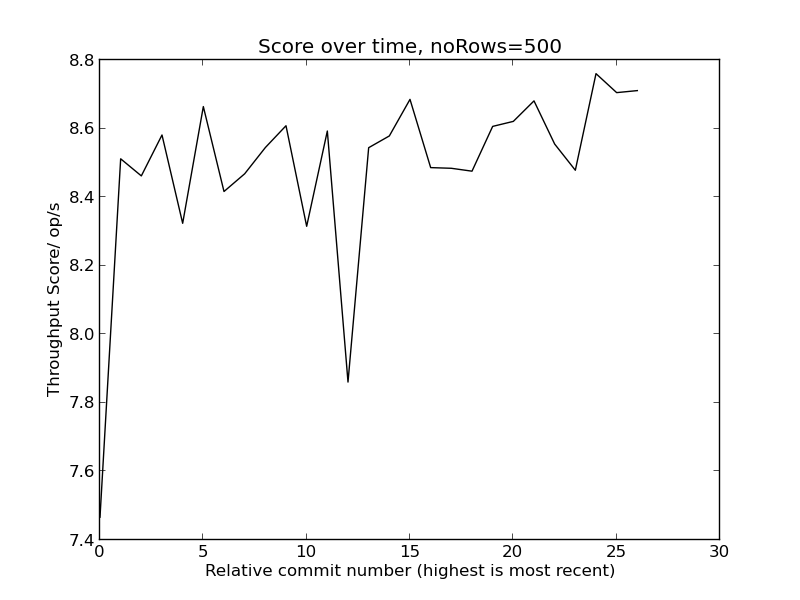 Score over time, noRows=500
Throughput Score/ op/s
8.8
8.6
8.4
8.2
8.0
7.8
7.6
7.4
0 5 10 15 20 25 30
Relative commit number (highest is most recent)